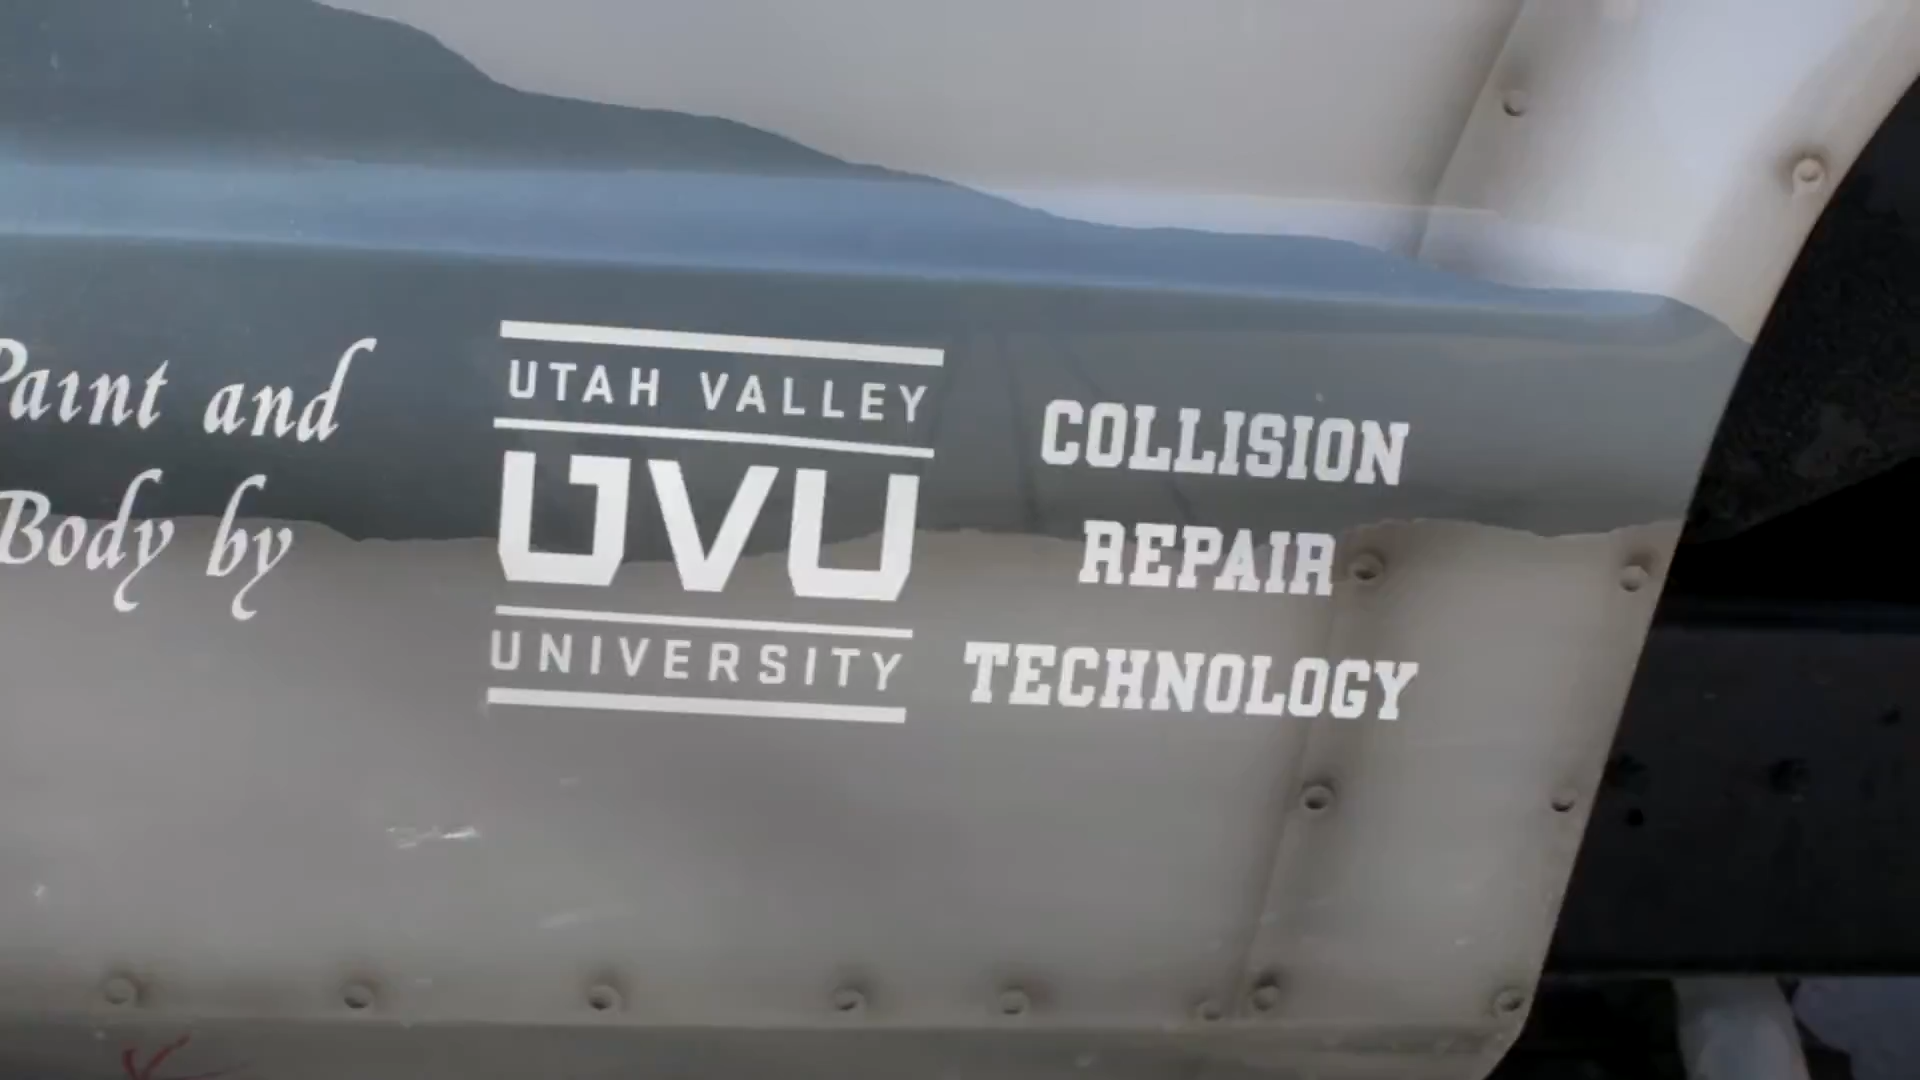 Paint and
Body by
UTAH VALLEY
UVU
UNIVERSITY
COLLISION
REPAIR
TECHNOLOGY